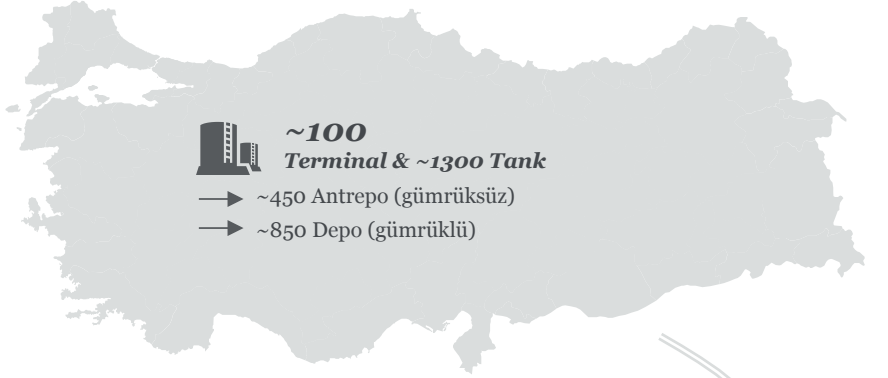 ~100
Terminal & ~1300 Tank
~450 Antrepo (gümrüksüz)
~850 Depo (gümrüklü)